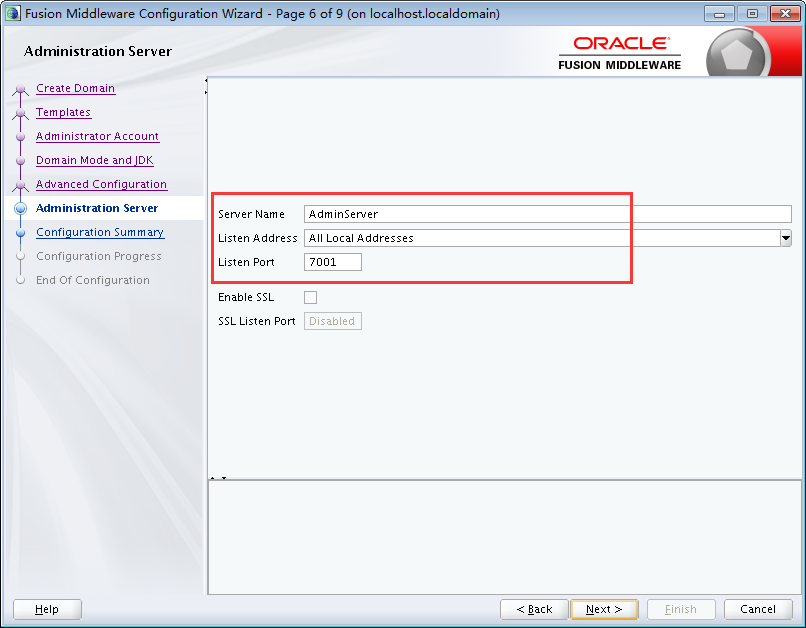 Fusion Middleware Configuration Wizard - Page 6 of 9 (on localhost.localdomain)
Administration Server
ORACLE
FUSION MIDDLEWARE
Create Domain
Templates
Administrator Account
Domain Mode and JDK
Advanced Configuration
Administration Server
Configuration Summary
Configuration Progress
End Of Configuration
Server Name AdminServer
Listen Address All Local Addresses
Listen Port 7001
Enable SSL
SSL Listen Port Disabled
Help < Back Next > Finish Cancel